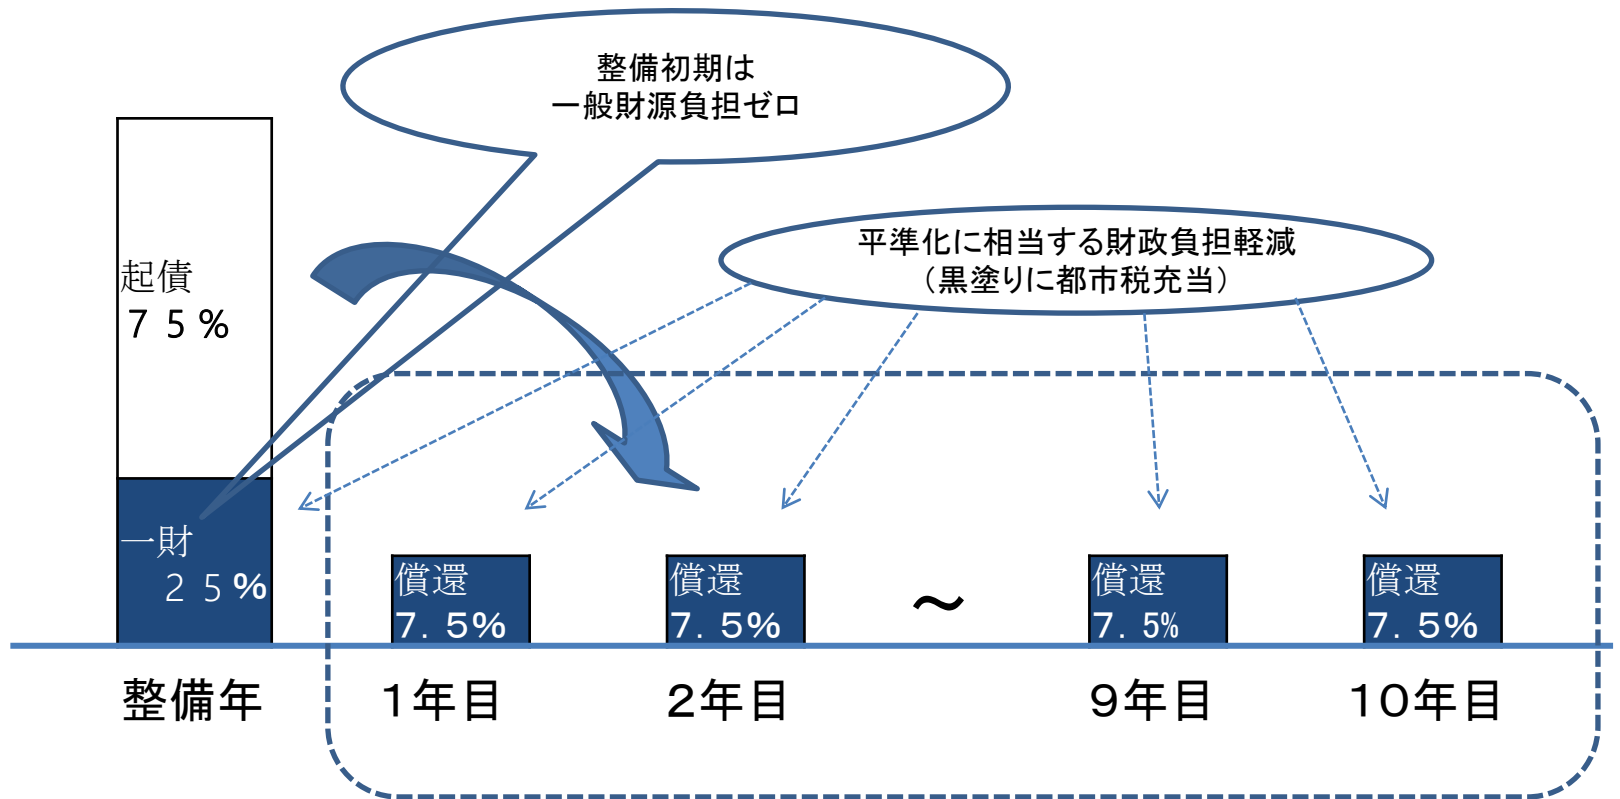 整備初期は
一般財源負担ゼロ
平準化に相当する財政負担軽減
（黒塗りに都市税充当）
起債
７５％
一財
２５％
償還
７．５％
償還
７．５％
～
償還
７．５％
償還
７．５％
整備年
１年目
２年目
９年目
１０年目